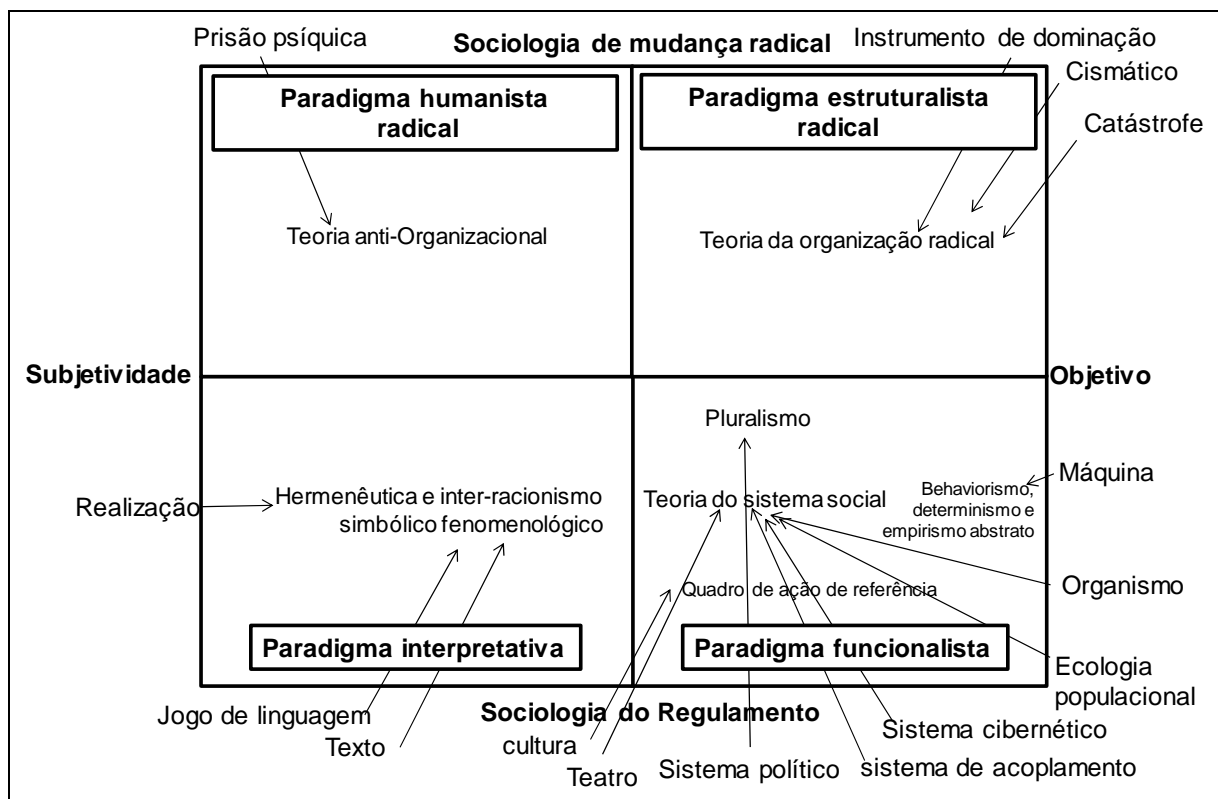 Prisão psíquica
Sociologia de mudança radical
Instrumento de dominação
Cismático
Catástrofe
Paradigma humanista
radical
Paradigma estruturalista
radical
Teoria anti-Organizacional
Teoria da organização radical
Subjetividade
Objetivo
Pluralismo
Máquina
Realização
Hermenêutica e inter-racionismo
simbólico fenomenológico
Teoria do sistema social
Behaviorismo,
determinismo e
empirismo abstrato
Organismo
Quadro de ação de referência
Paradigma interpretativa
Paradigma funcionalista
Ecologia
populacional
Jogo de linguagem
Texto
Sociologia do Regulamento
cultura
Teatro
Sistema político
Sistema cibernético
sistema de acoplamento